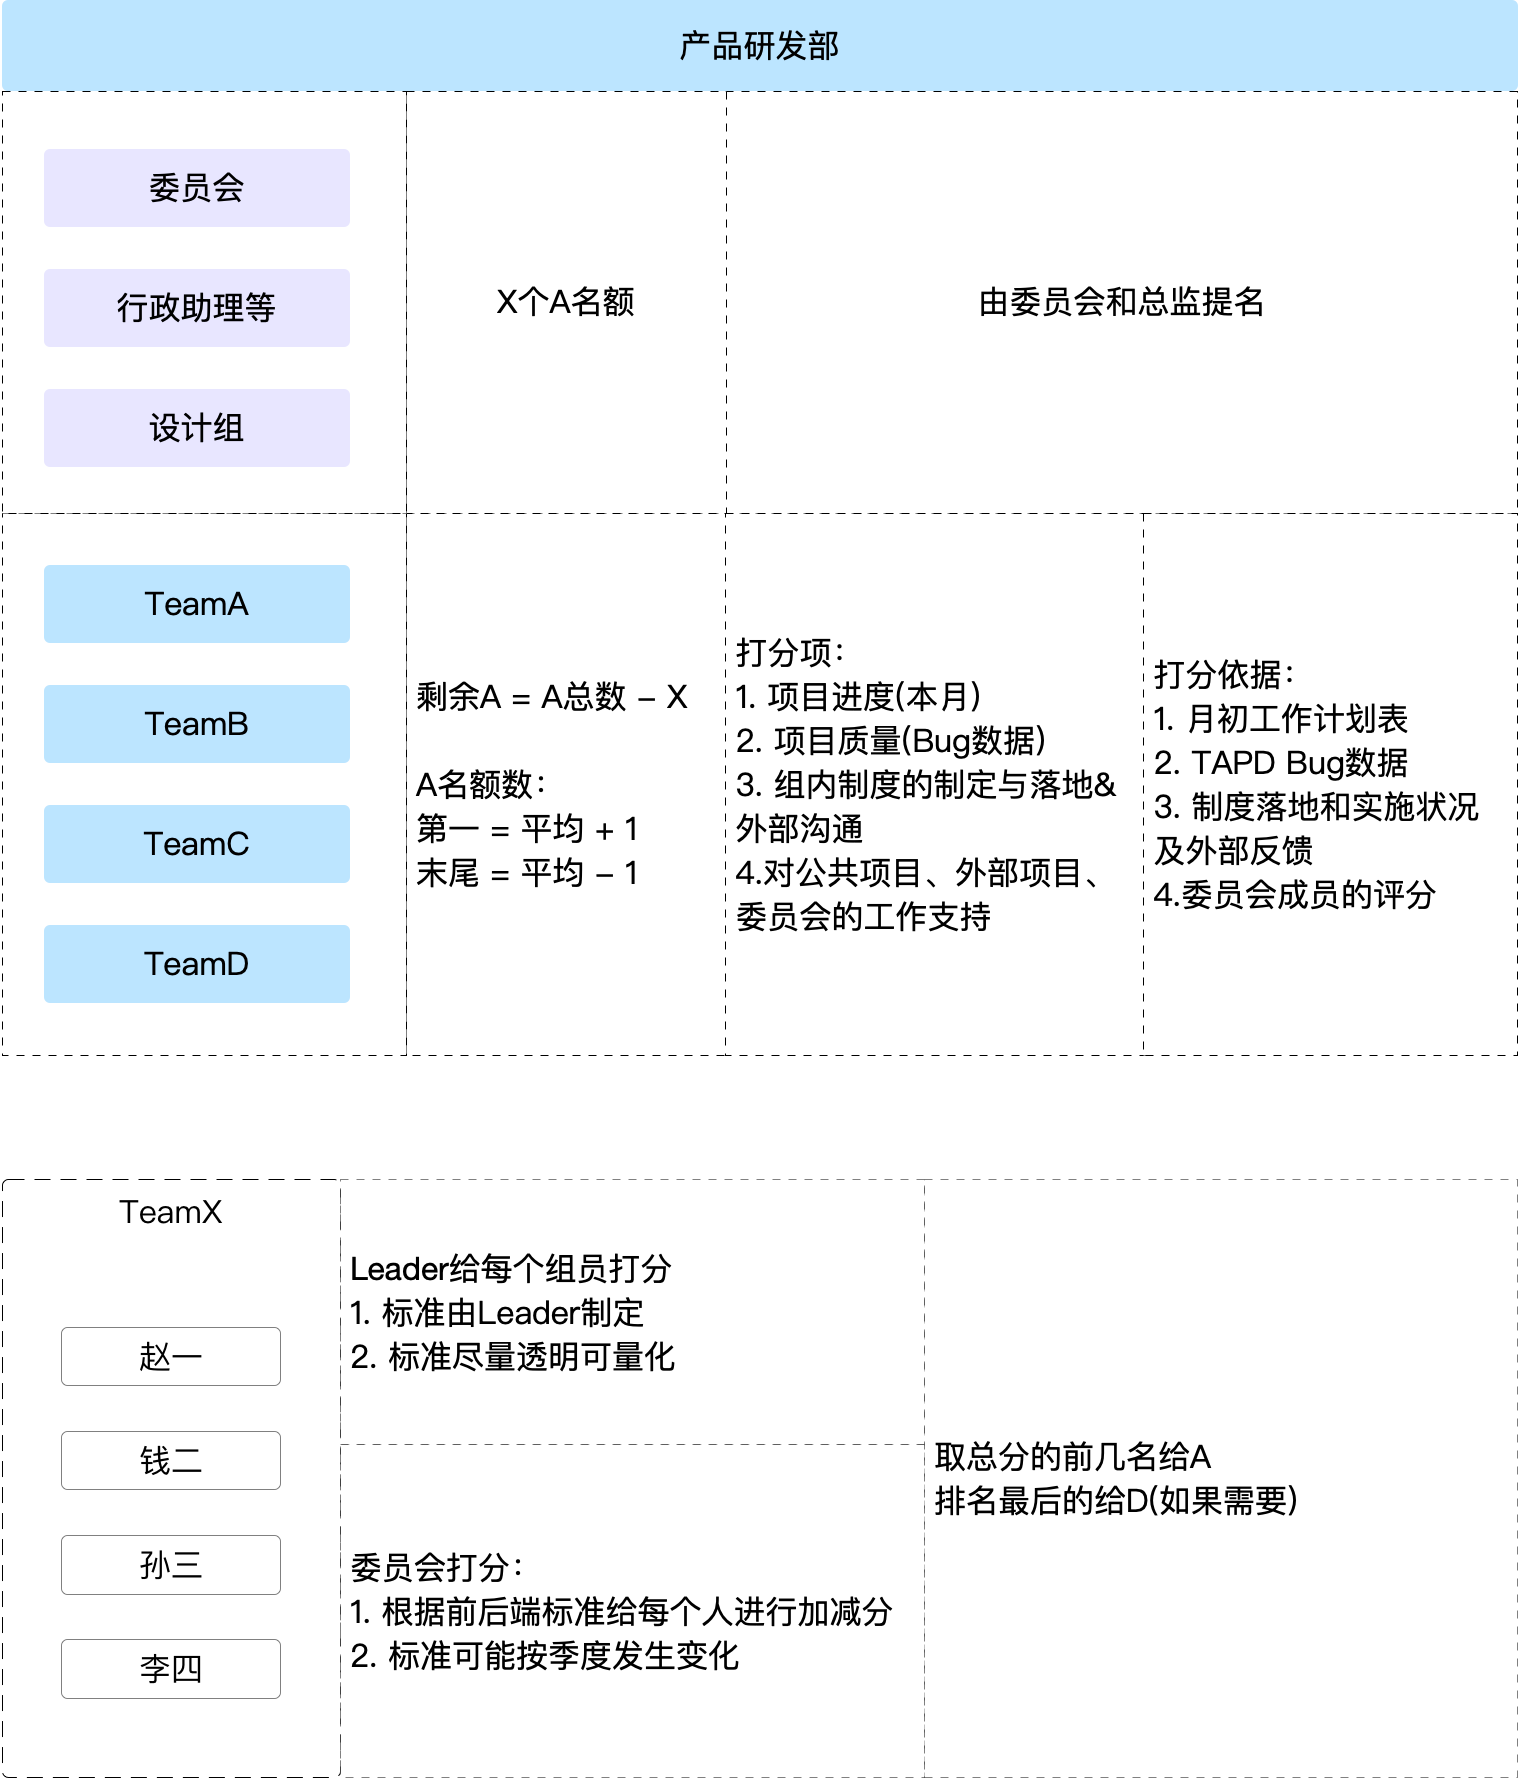 产品研发部
委员会
行政助理等
设计组
X个A名额
由委员会和总监提名
TeamA
TeamB
TeamC
TeamD
剩余A = A总数 – X
A名额数：
第一 = 平均 + 1
末尾 = 平均 – 1
打分项：
1. 项目进度(本月)
2. 项目质量(Bug数据)
3. 组内制度的制定与落地&
外部沟通
4.对公共项目、外部项目、
委员会的工作支持
打分依据：
1. 月初工作计划表
2. TAPD Bug数据
3. 制度落地和实施状况
及外部反馈
4.委员会成员的评分
TeamX
赵一
钱二
孙三
李四
Leader给每个组员打分
1. 标准由Leader制定
2. 标准尽量透明可量化
委员会打分：
1. 根据前后端标准给每个人进行加减分
2. 标准可能按季度发生变化
取总分的前几名给A
排名最后的给D(如果需要)